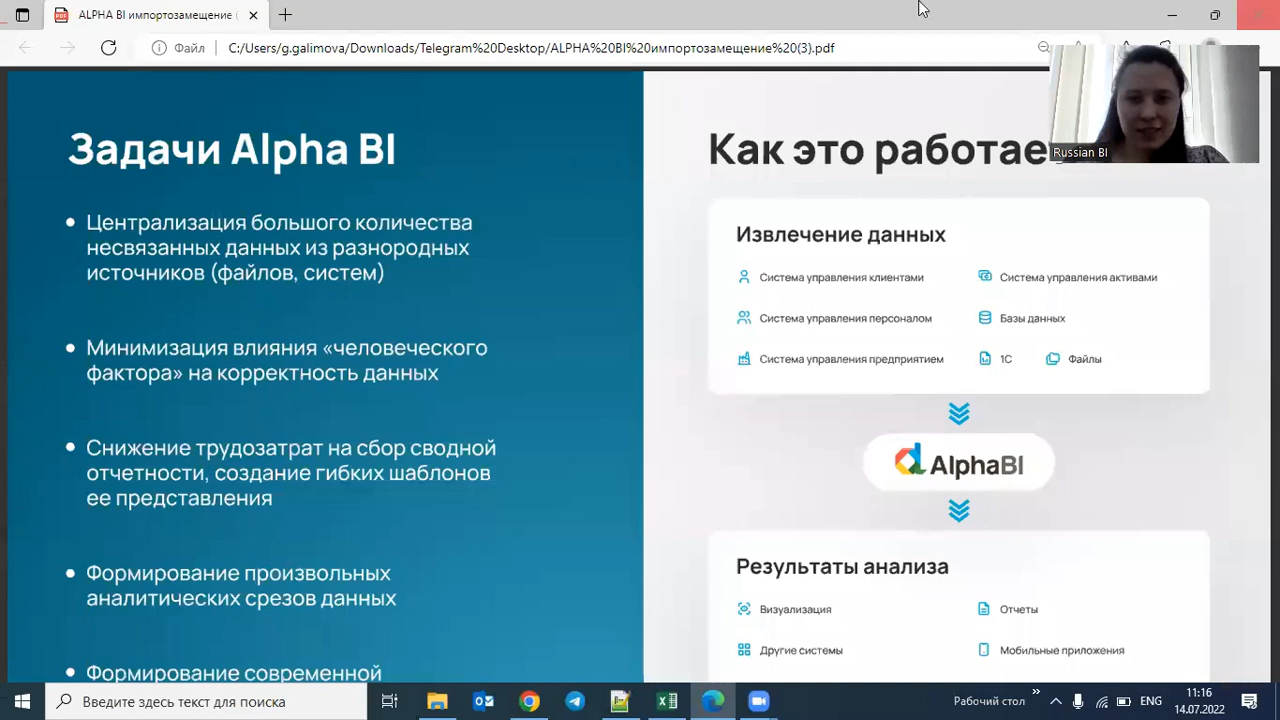 ALPHA BI импортозамещение (
Файл
C:/Users/g.galimova/Downloads/Telegram%20Desktop/ALPHA%20BI%20импортозамещение%20(3).pdf
Russian BI
Задачи Alpha BI
Централизация большого количества
несвязанных данных из разнородных
источников (файлов, систем)
Минимизация влияния «человеческого
фактора» на корректность данных
Снижение трудозатрат на сбор сводной
отчетности, создание гибких шаблонов
ее представления
Формирование произвольных
аналитических срезов данных
Формирование современной
Как это работае
Извлечение данных
Система управления клиентами
Система управления активами
Система управления персоналом
Базы данных
Система управления предприятием
1С
Файлы
AlphaBI
Результаты анализа
Визуализация
Отчеты
Другие системы
Мобильные приложения
Введите здесь текст для поиска
Рабочий стол
ENG
11:16
14.07.2022